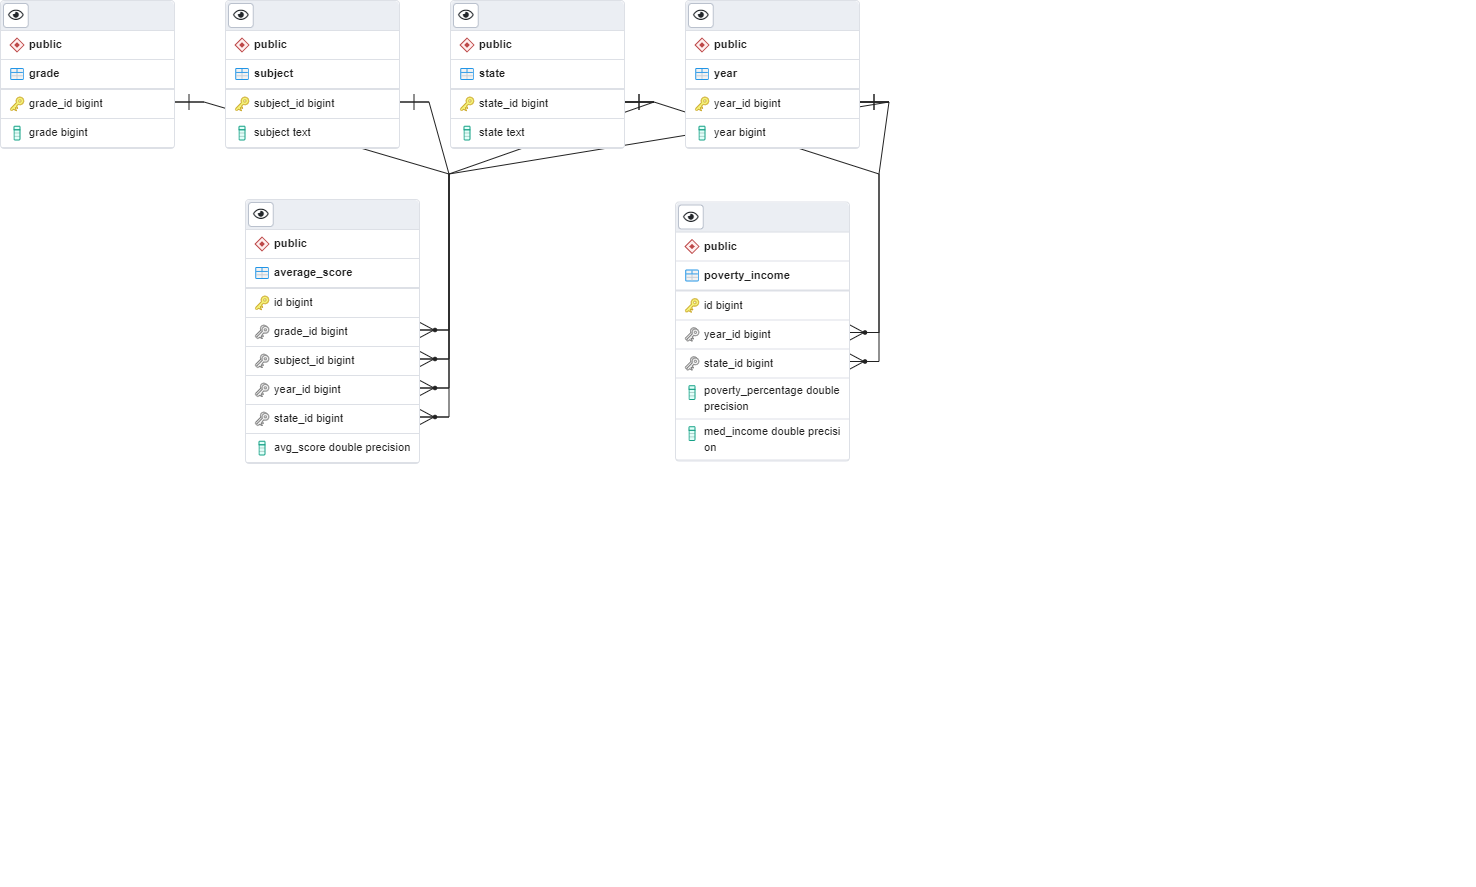 public
grade
grade_id bigint
grade bigint
public
subject
subject_id bigint
subject text
public
state
state_id bigint
state text
public
year
year_id bigint
year bigint
public
average_score
id bigint
grade_id bigint
subject_id bigint
year_id bigint
state_id bigint
avg_score double precision
public
poverty_income
id bigint
year_id bigint
state_id bigint
poverty_percentage double
precision
med_income double precisi
on